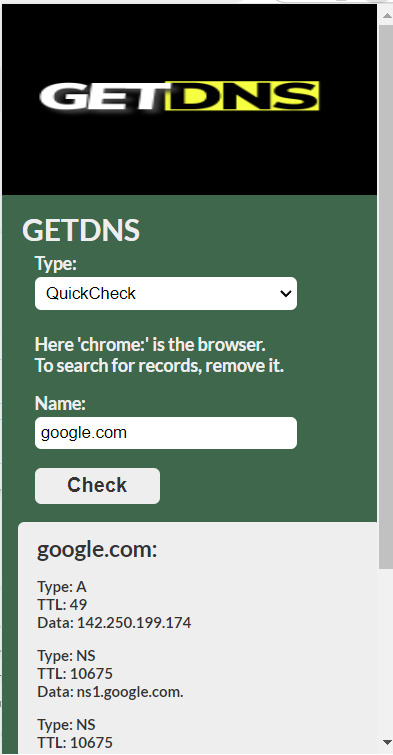 GETDNS
GETDNS
Type:
QuickCheck
Here 'chrome:' is the browser.
To search for records, remove it.
Name:
google.com
Check
google.com:
Type: A
TTL: 49
Data: 142.250.199.174
Type: NS
TTL: 10675
Data: ns1.google.com.
Type: NS
TTL: 10675